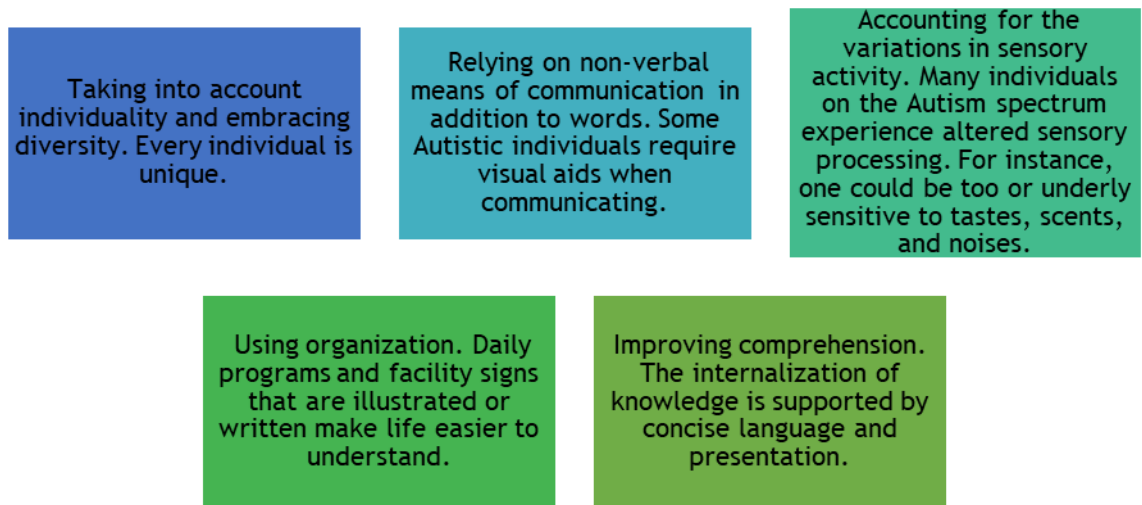 Taking into account
individuality and embracing
diversity. Every individual is
unique.
Relying on non-verbal
means of communication in
addition to words. Some
Autistic individuals require
visual aids when
communicating.
Accounting for the
variations in sensory
activity. Many individuals
on the Autism spectrum
experience altered sensory
processing. For instance,
one could be too or underly
sensitive to tastes, scents,
and noises.
Using organization. Daily
programs and facility signs
that are illustrated or
written make life easier to
understand.
Improving comprehension.
The internalization of
knowledge is supported by
concise language and
presentation.